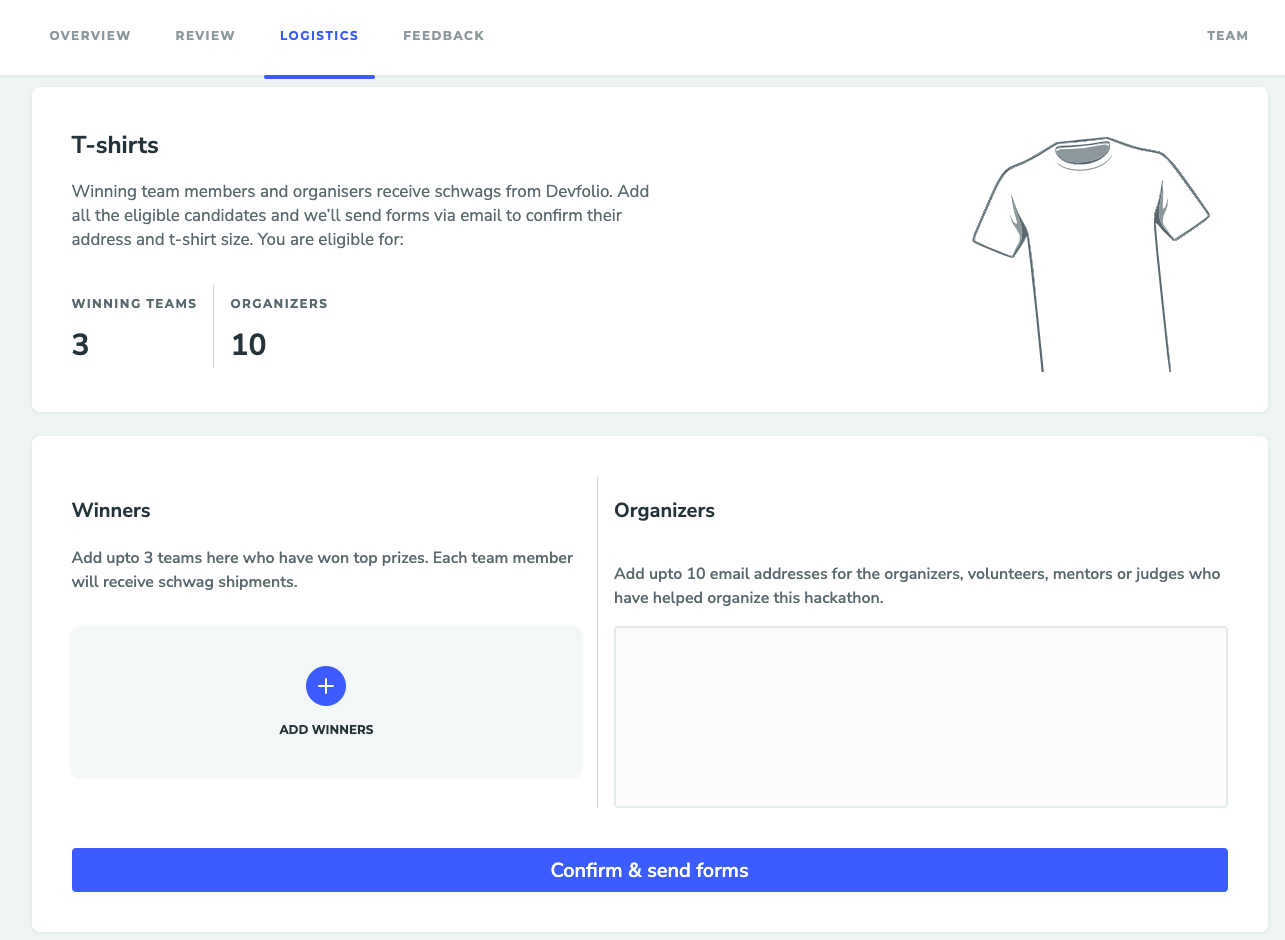 OVERVIEW REVIEW LOGISTICS FEEDBACK TEAM
T-shirts
Winning team members and organisers receive schwags from Devfolio. Add
all the eligible candidates and we'll send forms via email to confirm their
address and t-shirt size. You are eligible for:
WINNING TEAMS ORGANIZERS
3 10
Winners
Add upto 3 teams here who have won top prizes. Each team member
will receive schwag shipments.
ADD WINNERS
Organizers
Add upto 10 email addresses for the organizers, volunteers, mentors or judges who
have helped organize this hackathon.
Confirm & send forms